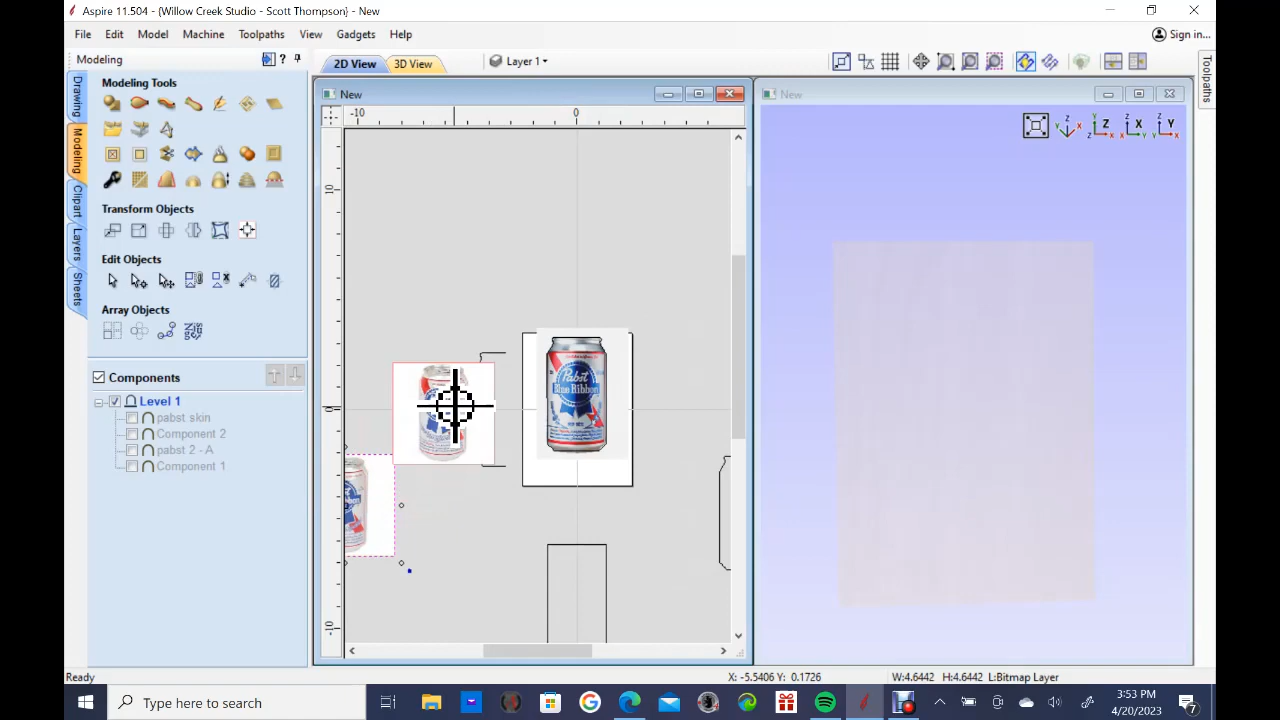 Aspire 11.504 - {Willow Creek Studio - Scott Thompson} - New
File Edit Model Machine Toolpaths View Gadgets Help
Sign in...
Modeling
2D View 3D View Layer 1
Modeling Tools
Transform Objects
Edit Objects
Array Objects
Drawing
Modeling
Clipart
Layers
Sheets
Components
Level 1
pabst skin
Component 2
pabst 2 - A
Component 1
New
-10 0
10
0
-10
Pabst
Blue Ribbon
New
Z Y X
Z X
Z X Y
Z Y X
Toolpaths
Ready
X: -5.5406 Y: 0.1726
W:4.6442 H:4.6442 L:Bitmap Layer
Type here to search
3:53 PM
4/20/2023
7